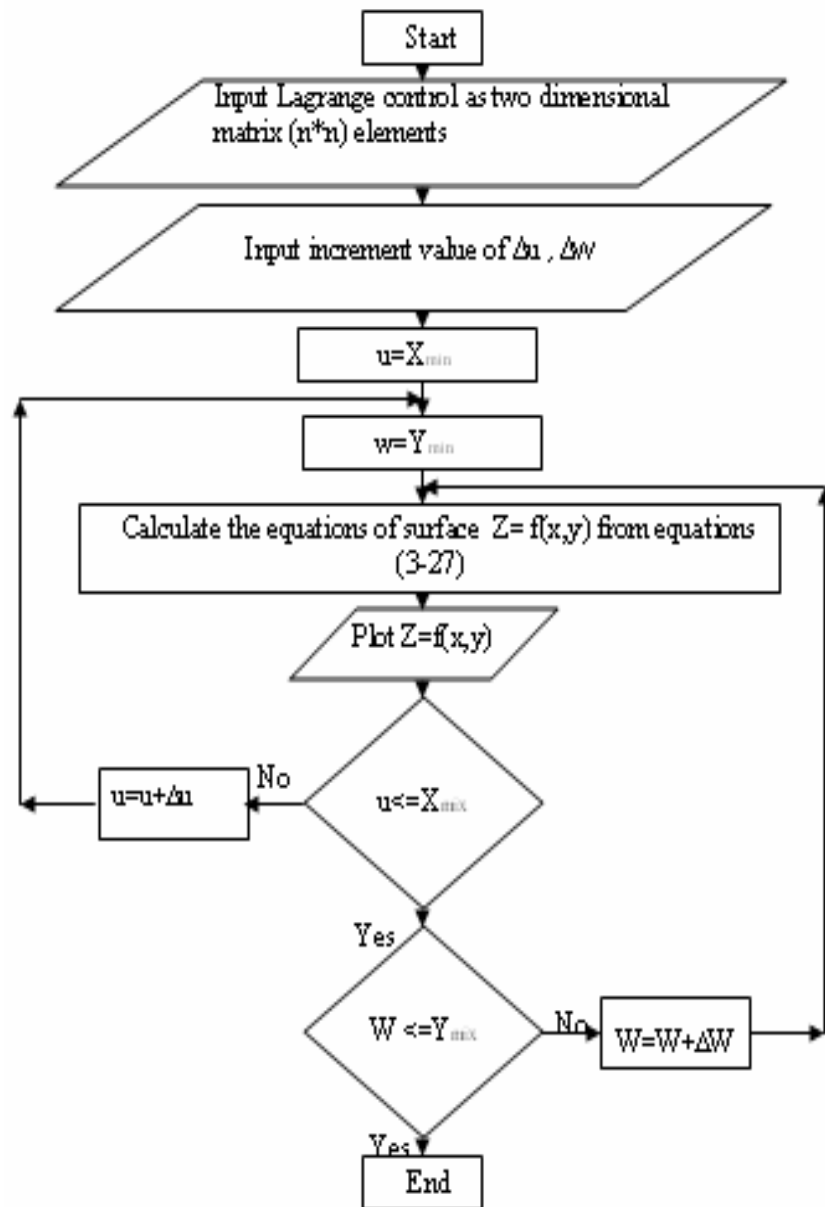 Start
Input Lagrange control as two dimensional
matrix (n*n) elements
Input increment value of Δu , Δw
u=Xmin
w=Ymin
Calculate the equations of surface Z= f(x,y) from equations
(3-27)
Plot Z=f(x,y)
u<=Xmix
No
u=u+Δu
Yes
W <=Ymix
No
W=W+ΔW
Yes
End